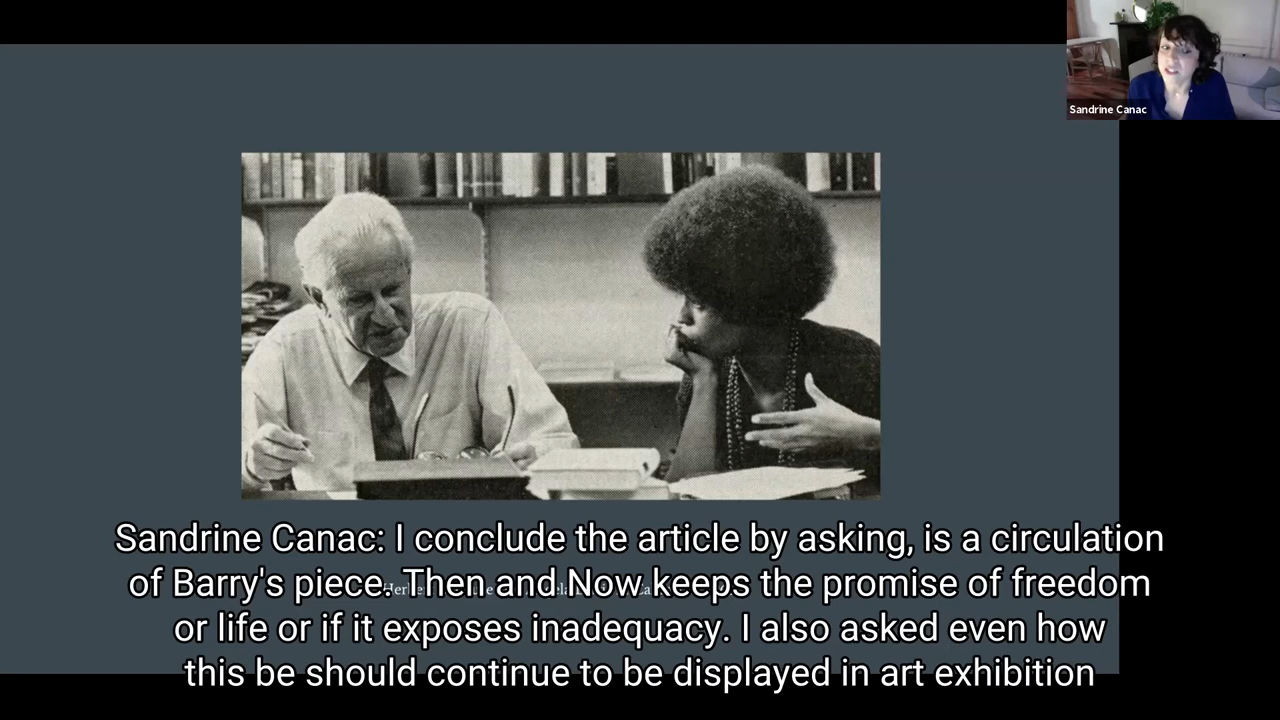 Sandrine Canac
Sandrine Canac: I conclude the article by asking, is a circulation
of Barry's piece. Then and Now keeps the promise of freedom
or life or if it exposes inadequacy. I also asked even how
this be should continue to be displayed in art exhibition